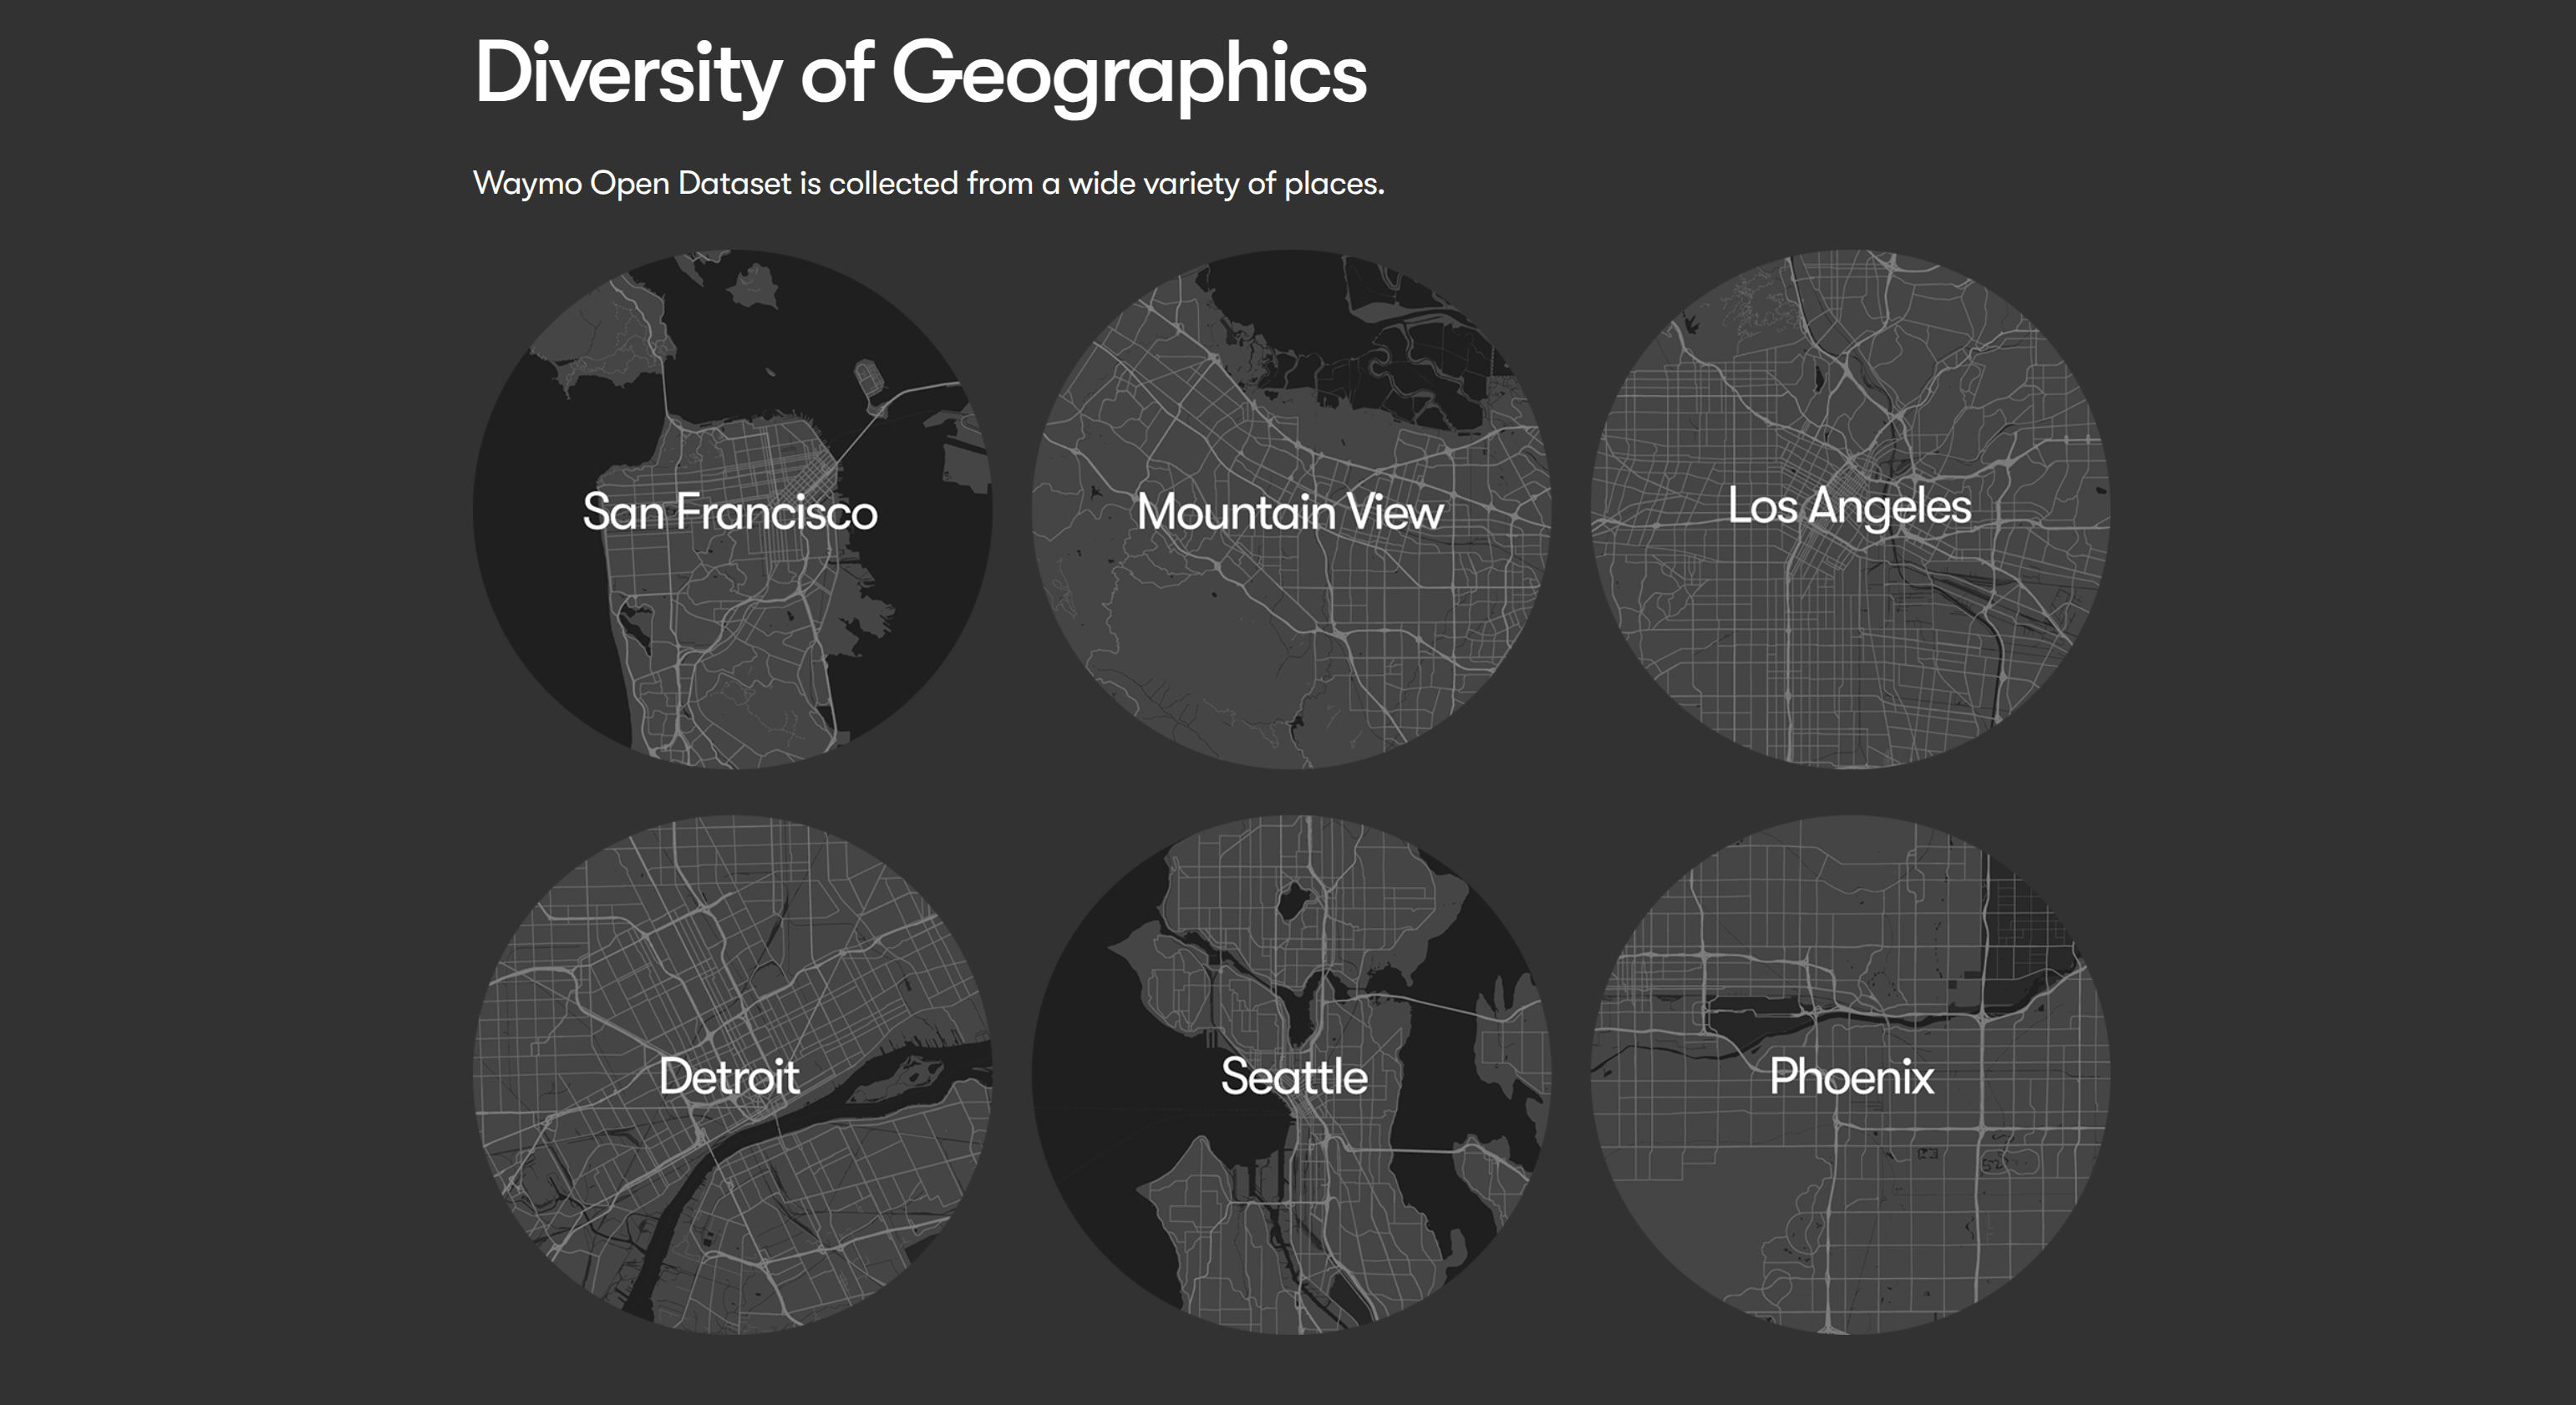 Diversity of Geographics
Waymo Open Dataset is collected from a wide variety of places.
San Francisco
Mountain View
Los Angeles
Detroit
Seattle
Phoenix